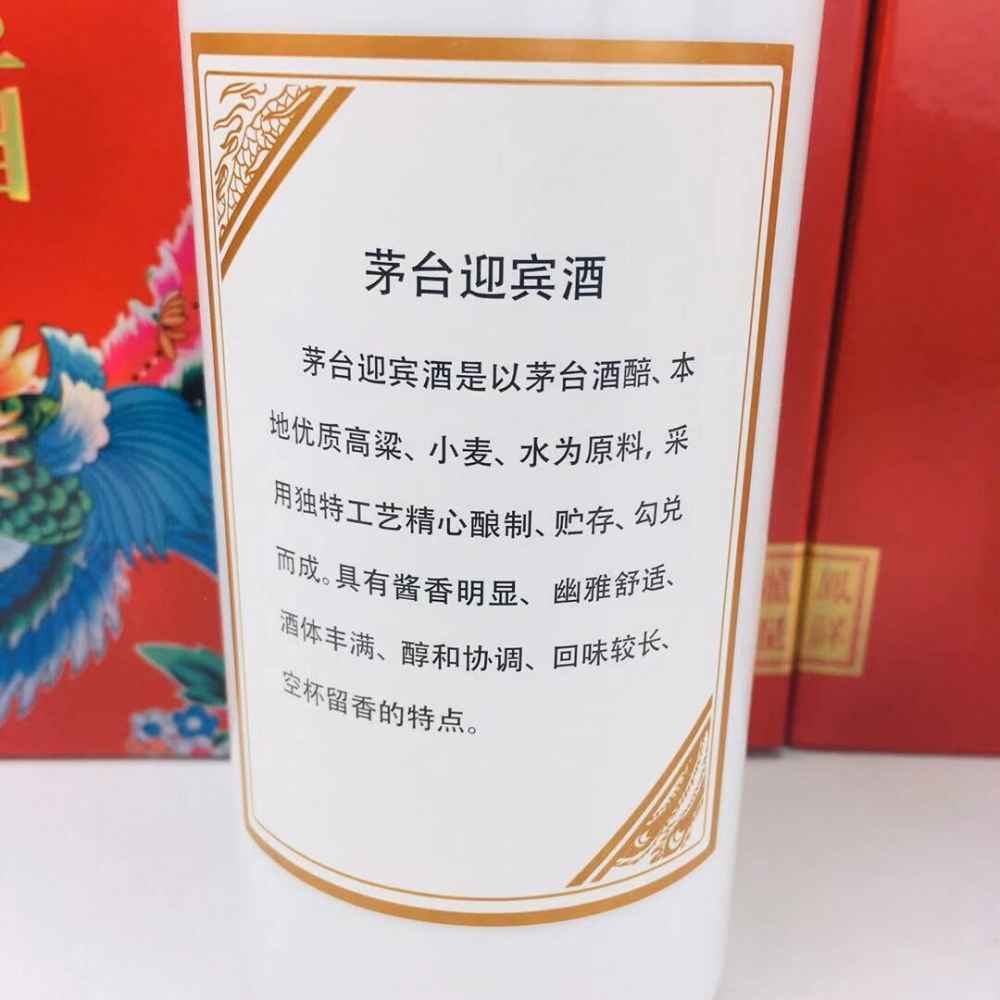 茅台迎宾酒
茅台迎宾酒是以茅台酒醅、本
地优质高粱、小麦、水为原料,采
用独特工艺精心酿制、贮存、勾兑
而成。具有酱香明显、幽雅舒适、
酒体丰满、醇和协调、回味较长、
空杯留香的特点。